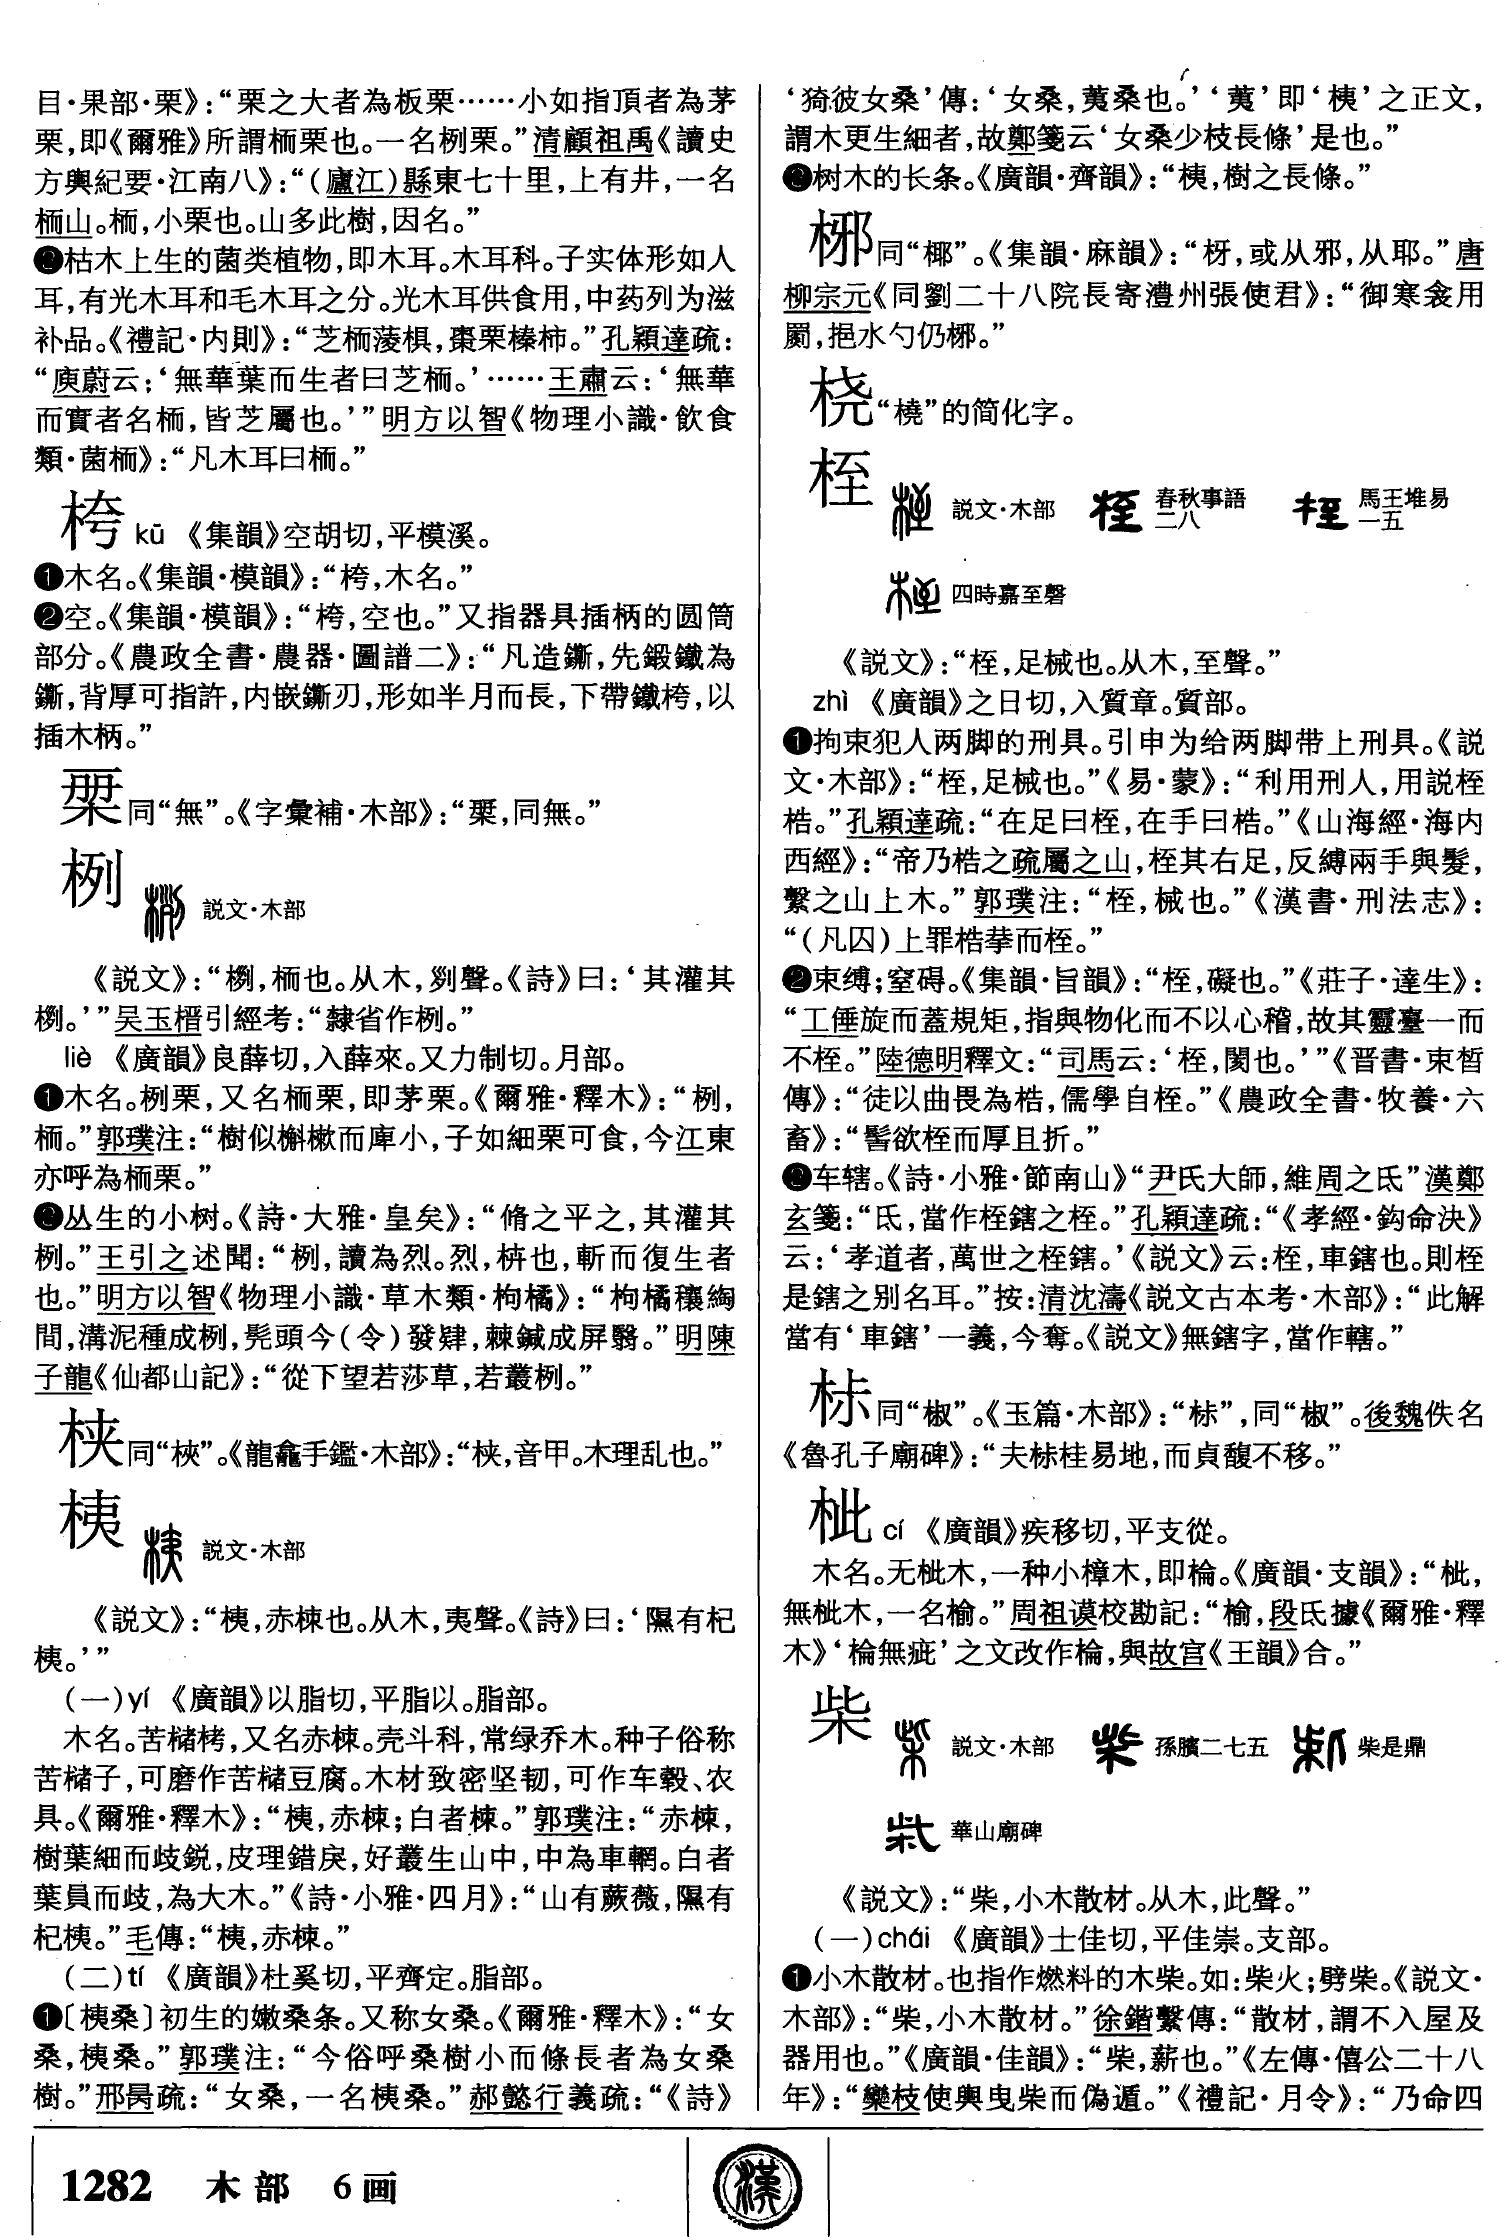 目·果部·栗》：“栗之大者為板栗……小如指頂者為茅
栗，即《爾雅》所謂栭栗也。一名栵栗。”清顧祖禹《讀史
方輿紀要·江南八》：“(廬江)縣東七十里，上有井，一名
栭山。栭，小栗也。山多此樹，因名。”
❷枯木上生的菌类植物，即木耳。木耳科。子实体形如人
耳，有光木耳和毛木耳之分。光木耳供食用，中药列为滋
补品。《禮記·内則》：“芝栭蔆椇，棗栗榛柿。”孔穎達疏：
“庾蔚云：‘無華葉而生者曰芝栭。’……王肅云：‘無華
而實者名栭，皆芝屬也。’”明方以智《物理小識·飲食
類·菌栭》：“凡木耳曰栭。”
桍 kū 《集韻》空胡切，平模溪。
❶木名。《集韻·模韻》：“桍，木名。”
❷空。《集韻·模韻》：“桍，空也。”又指器具插柄的圆筒
部分。《農政全書·農器·圖譜二》：“凡造鐁，先鍛鐵為
鐁，背厚可指許，内嵌鐁刃，形如半月而長，下帶鐵桍，以
插木柄。”
同“無”。《字彙補·木部》：“，同無。”
栵 説文·木部
《説文》：“栵，栭也。从木，𠛱聲。《詩》曰：‘其灌其
栵。’”吴玉搢引經考：“隸省作栵。”
liè 《廣韻》良薛切，入薛來。又力制切。月部。
❶木名。栵栗，又名栭栗，即茅栗。《爾雅·釋木》：“栵，
栭。”郭璞注：“樹似槲樕而庳小，子如細栗可食，今江東
亦呼為栭栗。”
❷丛生的小树。《詩·大雅·皇矣》：“脩之平之，其灌其
栵。”王引之述聞：“栵，讀為烈。烈，枿也，斬而復生者
也。”明方以智《物理小識·草木類·枸橘》：“枸橘穰綯
間，溝泥種成栵，髡頭今(令)發肄，棘鍼成屏翳。”明陳
子龍《仙都山記》：“從下望若莎草，若叢栵。”
𬂩同“梜”。《龍龕手鑑·木部》：“𬂩，音甲。木理乱也。”
桋 説文·木部
《説文》：“桋，赤栜也。从木，夷聲。《詩》曰：‘隰有杞
桋。’”
(一)yí 《廣韻》以脂切，平脂以。脂部。
木名。苦槠栲，又名赤栜。壳斗科，常绿乔木。种子俗称
苦槠子，可磨作苦槠豆腐。木材致密坚韧，可作车毂、农
具。《爾雅·釋木》：“桋，赤栜；白者栜。”郭璞注：“赤栜，
樹葉細而歧鋭，皮理錯戾，好叢生山中，中為車輞。白者
葉員而歧，為大木。”《詩·小雅·四月》：“山有蕨薇，隰有
杞桋。”毛傳：“桋，赤栜。”
(二)tí 《廣韻》杜奚切，平齊定。脂部。
❶〔桋桑〕初生的嫩桑条。又称女桑。《爾雅·釋木》：“女
桑，桋桑。”郭璞注：“今俗呼桑樹小而條長者為女桑
樹。”邢昺疏：“女桑，一名桋桑。”郝懿行義疏：“《詩》
‘猗彼女桑’傳：‘女桑，荑桑也。’‘荑’即‘桋’之正文，
謂木更生細者，故鄭箋云‘女桑少枝長條’是也。”
❷树木的长条。《廣韻·齊韻》：“桋，樹之長條。”
梛同“椰”。《集韻·麻韻》：“枒，或从邪，从耶。”唐
柳宗元《同劉二十八院長寄澧州張使君》：“御寒衾用
罽，挹水勺仍梛。”
桡“橈”的简化字。
桎 説文·木部 春秋事語二八 馬王堆易一五
四時嘉至磬
《説文》：“桎，足械也。从木，至聲。”
zhì 《廣韻》之日切，入質章。質部。
❶拘束犯人两脚的刑具。引申为给两脚带上刑具。《説
文·木部》：“桎，足械也。”《易·蒙》：“利用刑人，用説桎
梏。”孔穎達疏：“在足曰桎，在手曰梏。”《山海經·海内
西經》：“帝乃梏之疏屬之山，桎其右足，反縛兩手與髮，
繫之山上木。”郭璞注：“桎，械也。”《漢書·刑法志》：
“(凡囚)上罪梏拲而桎。”
❷束缚；窒碍。《集韻·旨韻》：“桎，礙也。”《莊子·達生》：
“工倕旋而蓋規矩，指與物化而不以心稽，故其靈臺一而
不桎。”陸德明釋文：“司馬云：‘桎，閡也。’”《晋書·束皙
傳》：“徒以曲畏為梏，儒學自桎。”《農政全書·牧養·六
畜》：“髻欲桎而厚且折。”
❸车辖。《詩·小雅·節南山》“尹氏大師，維周之氐”漢鄭
玄箋：“氐，當作桎鎋之桎。”孔穎達疏：“《孝經·鈎命決》
云：‘孝道者，萬世之桎鎋。’《説文》云：桎，車鎋也。則桎
是鎋之别名耳。”按：清沈濤《説文古本考·木部》：“此解
當有‘車鎋’一義，今奪。《説文》無鎋字，當作轄。”
同“椒”。《玉篇·木部》：“”，同“椒”。後魏佚名
《魯孔子廟碑》：“夫桂易地，而貞馥不移。”
枇 cí 《廣韻》疾移切，平支從。
木名。无枇木，一种小樟木，即棆。《廣韻·支韻》：“枇，
無枇木，一名榆。”周祖谟校勘記：“榆，段氏據《爾雅·釋
木》‘棆無疵’之文改作棆，與故宫《王韻》合。”
柴 説文·木部 孫臏二七五 柴是鼎
華山廟碑
《説文》：“柴，小木散材。从木，此聲。”
(一)chái 《廣韻》士佳切，平佳崇。支部。
❶小木散材。也指作燃料的木柴。如：柴火；劈柴。《説文·
木部》：“柴，小木散材。”徐鍇繫傳：“散材，謂不入屋及
器用也。”《廣韻·佳韻》：“柴，薪也。”《左傳·僖公二十八
年》：“欒枝使輿曳柴而偽遁。”《禮記·月令》：“乃命四
1282 木部 6画
漢